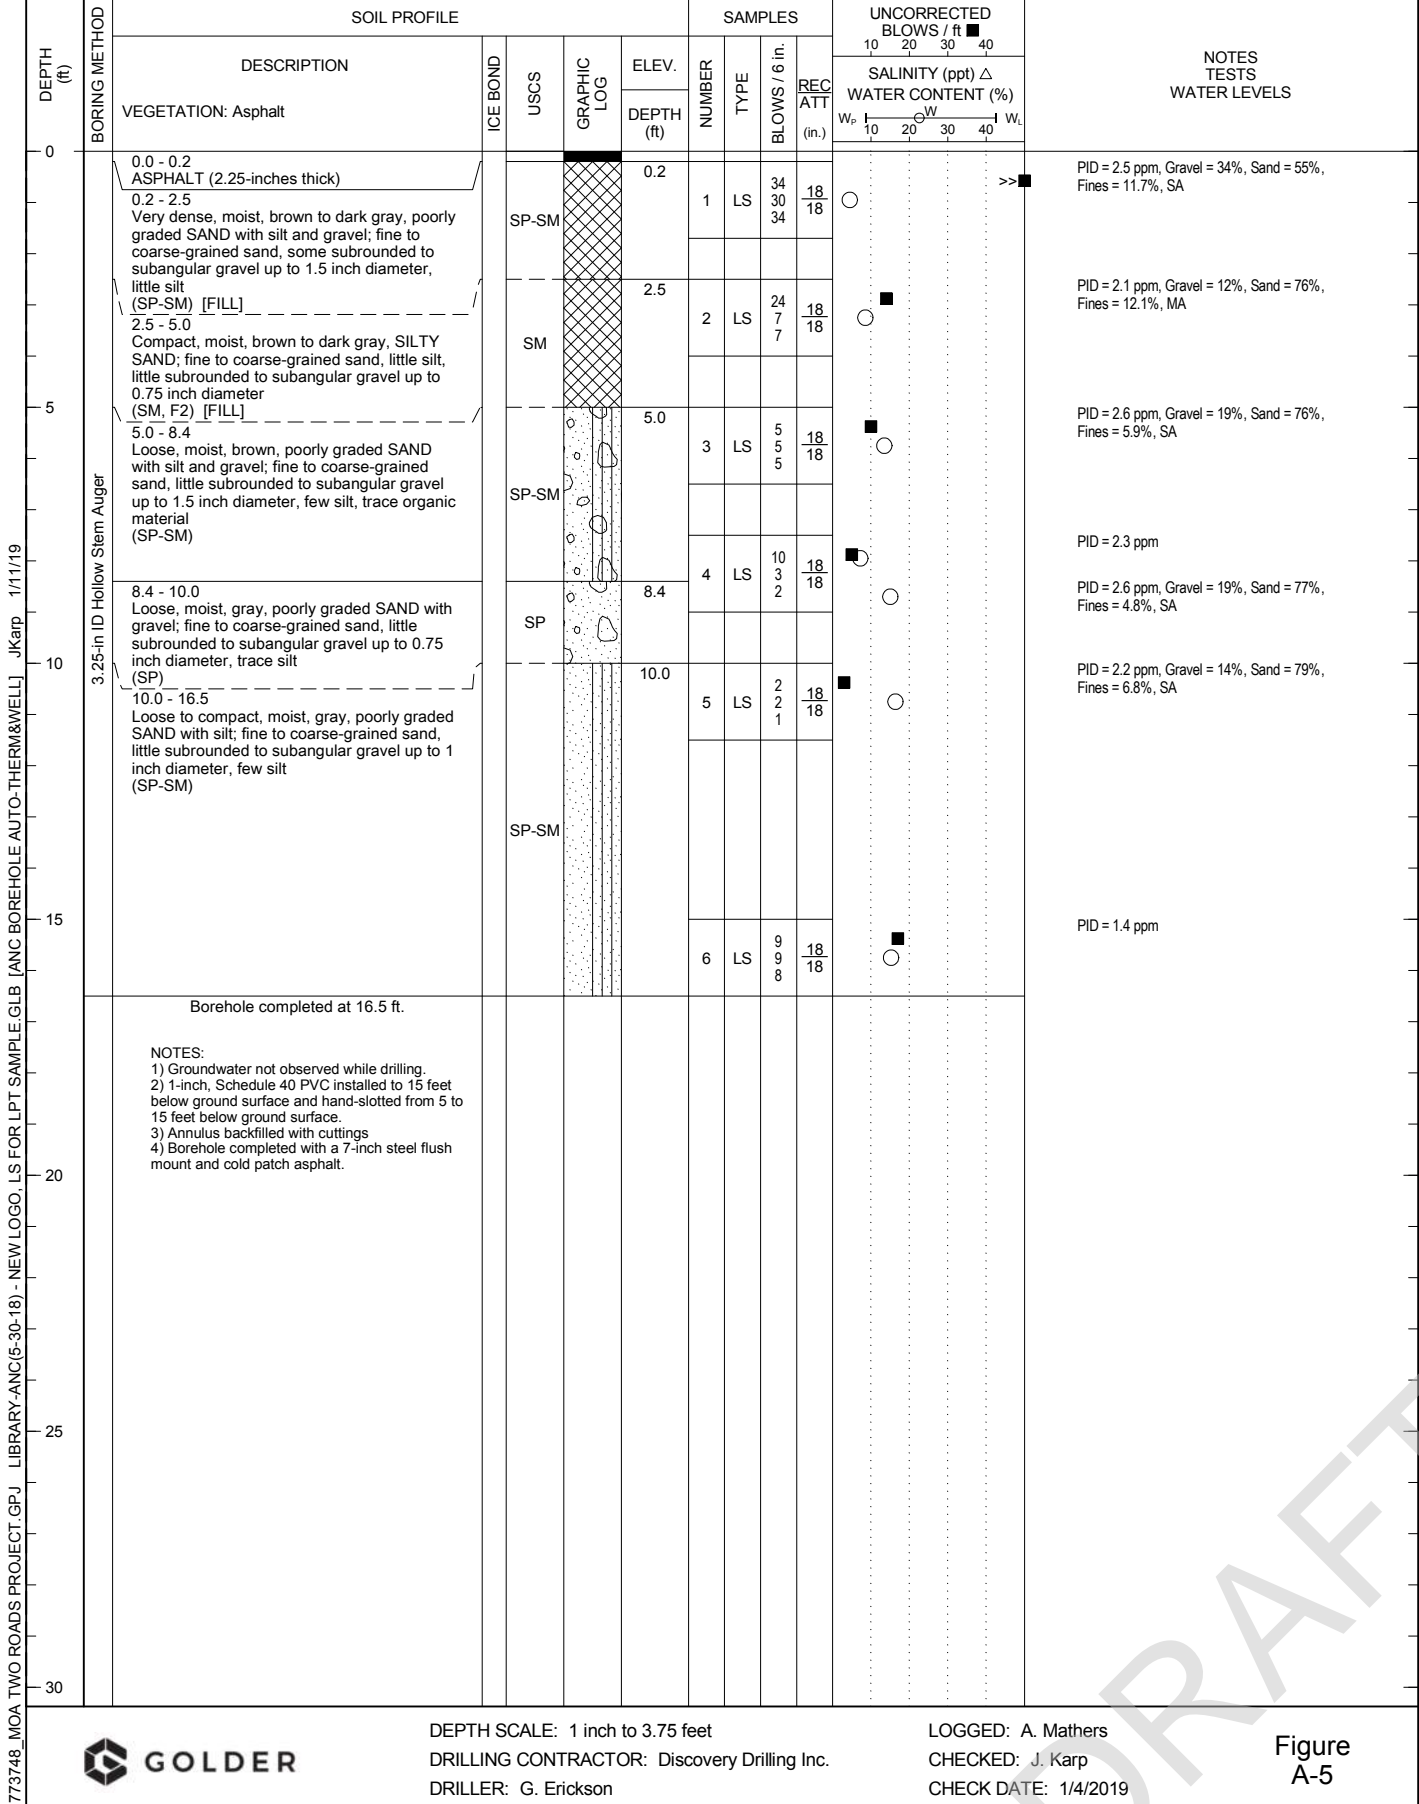 DEPTH
(ft)
BORING METHOD
SOIL PROFILE
DESCRIPTION
VEGETATION: Asphalt
ICE BOND
USCS
GRAPHIC
LOG
ELEV.
DEPTH
(ft)
SAMPLES
NUMBER
TYPE
BLOWS / 6 in.
REC
ATT
(in.)
UNCORRECTED
BLOWS / ft ■
10 20 30 40
SALINITY (ppt) △
WATER CONTENT (%)
WP W WL
10 20 30 40
NOTES
TESTS
WATER LEVELS
0
5
10
15
20
25
30
3.25-in ID Hollow Stem Auger
0.0 - 0.2
ASPHALT (2.25-inches thick)
0.2 - 2.5
Very dense, moist, brown to dark gray, poorly
graded SAND with silt and gravel; fine to
coarse-grained sand, some subrounded to
subangular gravel up to 1.5 inch diameter,
little silt
(SP-SM) [FILL]
2.5 - 5.0
Compact, moist, brown to dark gray, SILTY
SAND; fine to coarse-grained sand, little silt,
little subrounded to subangular gravel up to
0.75 inch diameter
(SM, F2) [FILL]
5.0 - 8.4
Loose, moist, brown, poorly graded SAND
with silt and gravel; fine to coarse-grained
sand, little subrounded to subangular gravel
up to 1.5 inch diameter, few silt, trace organic
material
(SP-SM)
8.4 - 10.0
Loose, moist, gray, poorly graded SAND with
gravel; fine to coarse-grained sand, little
subrounded to subangular gravel up to 0.75
inch diameter, trace silt
(SP)
10.0 - 16.5
Loose to compact, moist, gray, poorly graded
SAND with silt; fine to coarse-grained sand,
little subrounded to subangular gravel up to 1
inch diameter, few silt
(SP-SM)
SP-SM
SM
SP-SM
SP
SP-SM
0.2
2.5
5.0
8.4
10.0
1 LS 34 30 34 18/18
2 LS 24 7 7 18/18
3 LS 5 5 5 18/18
4 LS 10 3 2 18/18
5 LS 2 2 1 18/18
6 LS 9 9 8 18/18
>>
PID = 2.5 ppm, Gravel = 34%, Sand = 55%,
Fines = 11.7%, SA
PID = 2.1 ppm, Gravel = 12%, Sand = 76%,
Fines = 12.1%, MA
PID = 2.6 ppm, Gravel = 19%, Sand = 76%,
Fines = 5.9%, SA
PID = 2.3 ppm
PID = 2.6 ppm, Gravel = 19%, Sand = 77%,
Fines = 4.8%, SA
PID = 2.2 ppm, Gravel = 14%, Sand = 79%,
Fines = 6.8%, SA
PID = 1.4 ppm
Borehole completed at 16.5 ft.
NOTES:
1) Groundwater not observed while drilling.
2) 1-inch, Schedule 40 PVC installed to 15 feet
below ground surface and hand-slotted from 5 to
15 feet below ground surface.
3) Annulus backfilled with cuttings
4) Borehole completed with a 7-inch steel flush
mount and cold patch asphalt.
773748_MOA TWO ROADS PROJECT.GPJ LIBRARY-ANC(5-30-18) - NEW LOGO, LS FOR LPT SAMPLE.GLB [ANC BOREHOLE AUTO-THERM&WELL] JKarp 1/11/19
GOLDER
DEPTH SCALE: 1 inch to 3.75 feet
DRILLING CONTRACTOR: Discovery Drilling Inc.
DRILLER: G. Erickson
LOGGED: A. Mathers
CHECKED: J. Karp
CHECK DATE: 1/4/2019
Figure
A-5
DRAFT